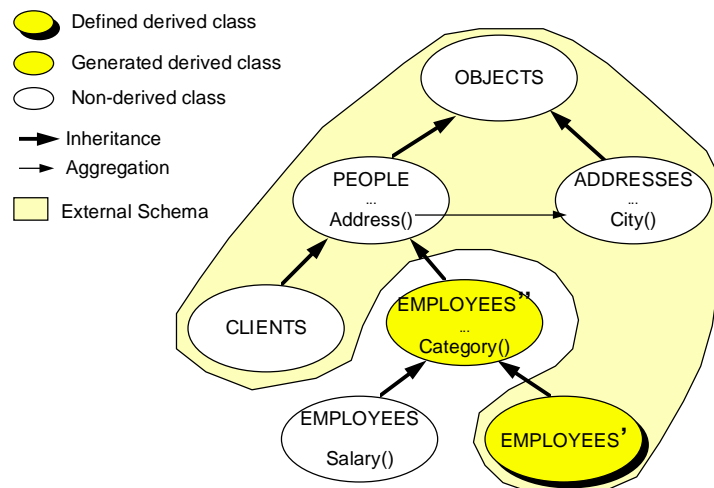 Defined derived class
Generated derived class
Non-derived class
Inheritance
Aggregation
External Schema
OBJECTS
PEOPLE
...
Address()
ADDRESSES
...
City()
CLIENTS
EMPLOYEES’’
...
Category()
EMPLOYEES
Salary()
EMPLOYEES’